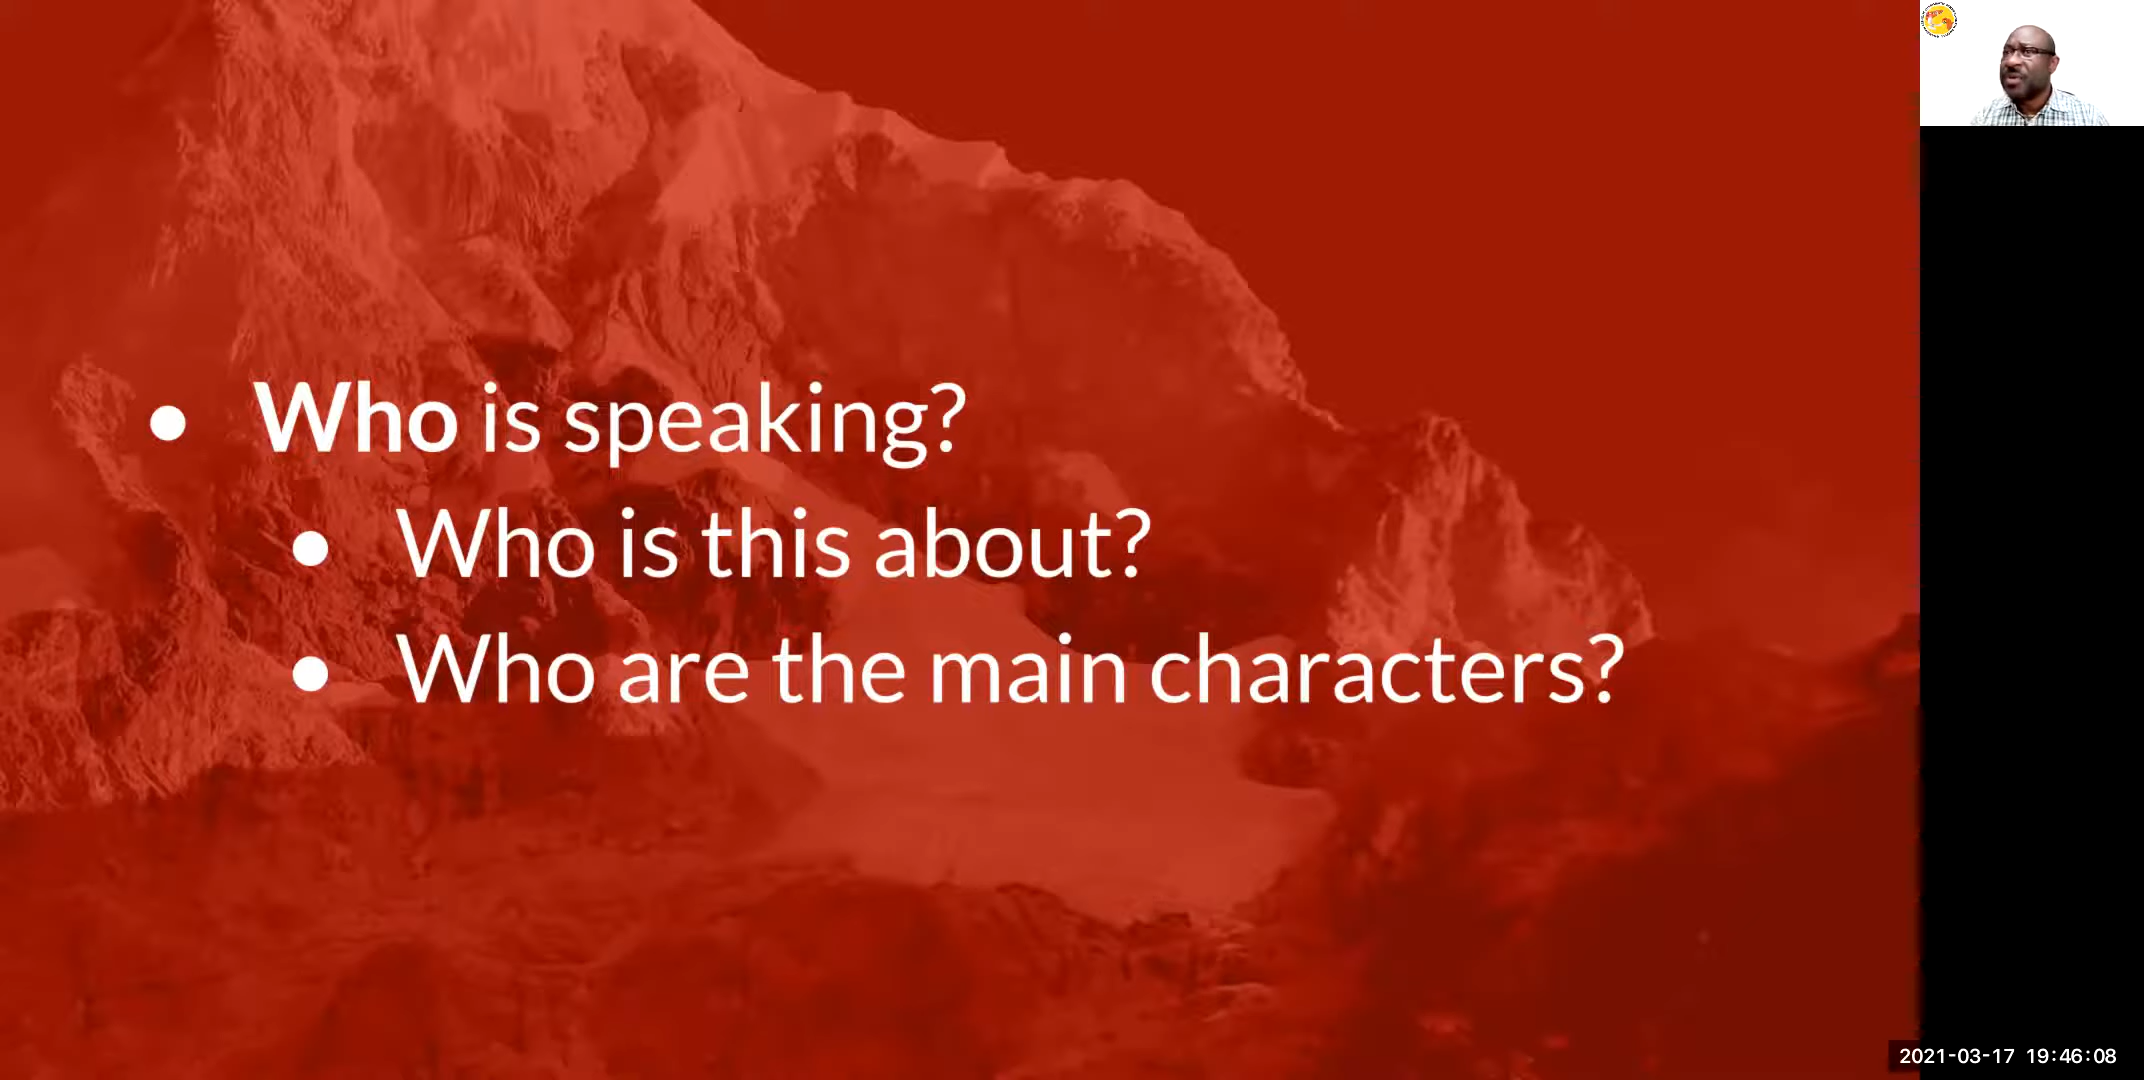 Who is speaking?
Who is this about?
Who are the main characters?
2021-03-17 19:46:08